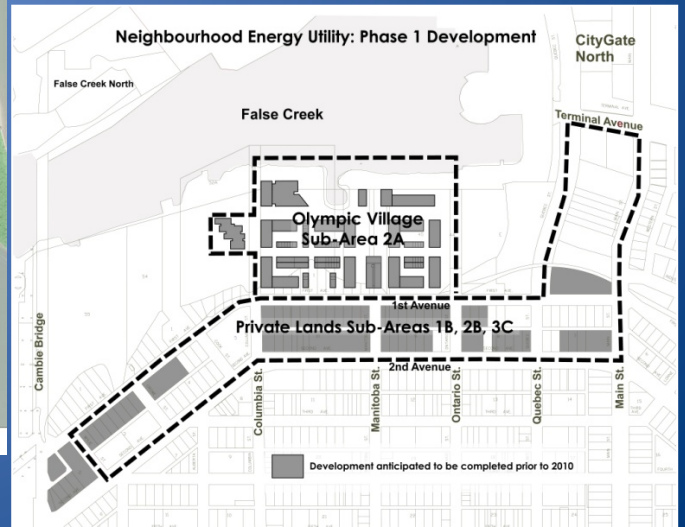 Neighbourhood Energy Utility: Phase 1 Development
CityGate
North
False Creek North
False Creek
Terminal Avenue
Olympic Village
Sub-Area 2A
1st Avenue
Private Lands Sub-Areas 1B, 2B, 3C
2nd Avenue
Cambie Bridge
Columbia St.
Manitoba St.
Ontario St.
Quebec St.
Main St.
Development anticipated to be completed prior to 2010